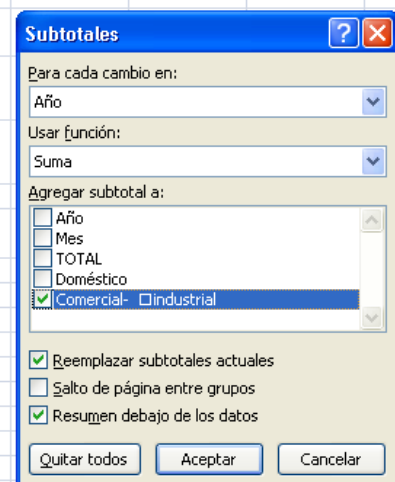 Subtotales
Para cada cambio en:
Año
Usar función:
Suma
Agregar subtotal a:
Año
Mes
TOTAL
Doméstico
Comercial- □industrial
Reemplazar subtotales actuales
Salto de página entre grupos
Resumen debajo de los datos
Quitar todos Aceptar Cancelar